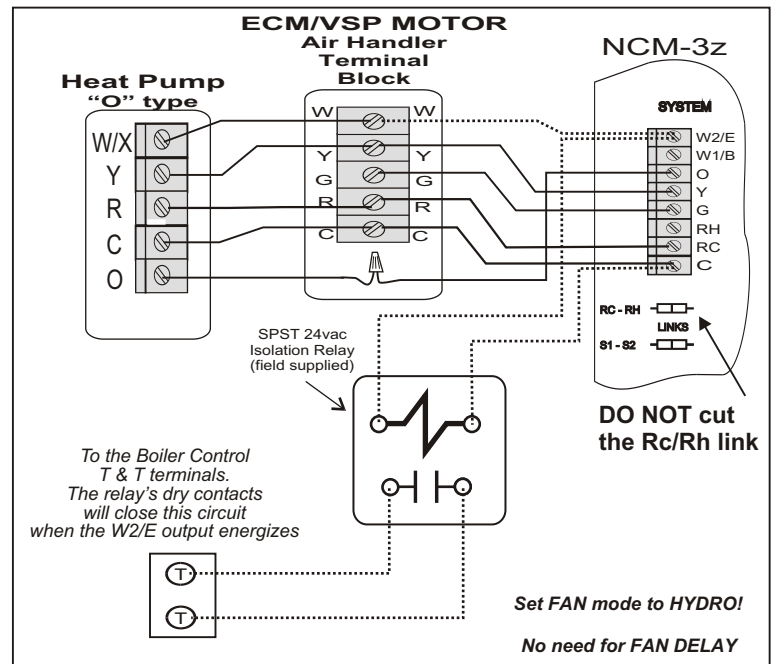 ECM/VSP MOTOR
Air Handler
Terminal
Block
NCM-3z
Heat Pump
“O” type
SYSTEM
W/X
Y
R
C
O
W
Y
G
R
C
W
Y
G
R
C
W2/E
W1/B
O
Y
G
RH
RC
C
RC - RH
LINKS
S1 - S2
SPST 24vac
Isolation Relay
(field supplied)
DO NOT cut
the Rc/Rh link
To the Boiler Control
T & T terminals.
The relay’s dry contacts
will close this circuit
when the W2/E output energizes
T
T
Set FAN mode to HYDRO!
No need for FAN DELAY